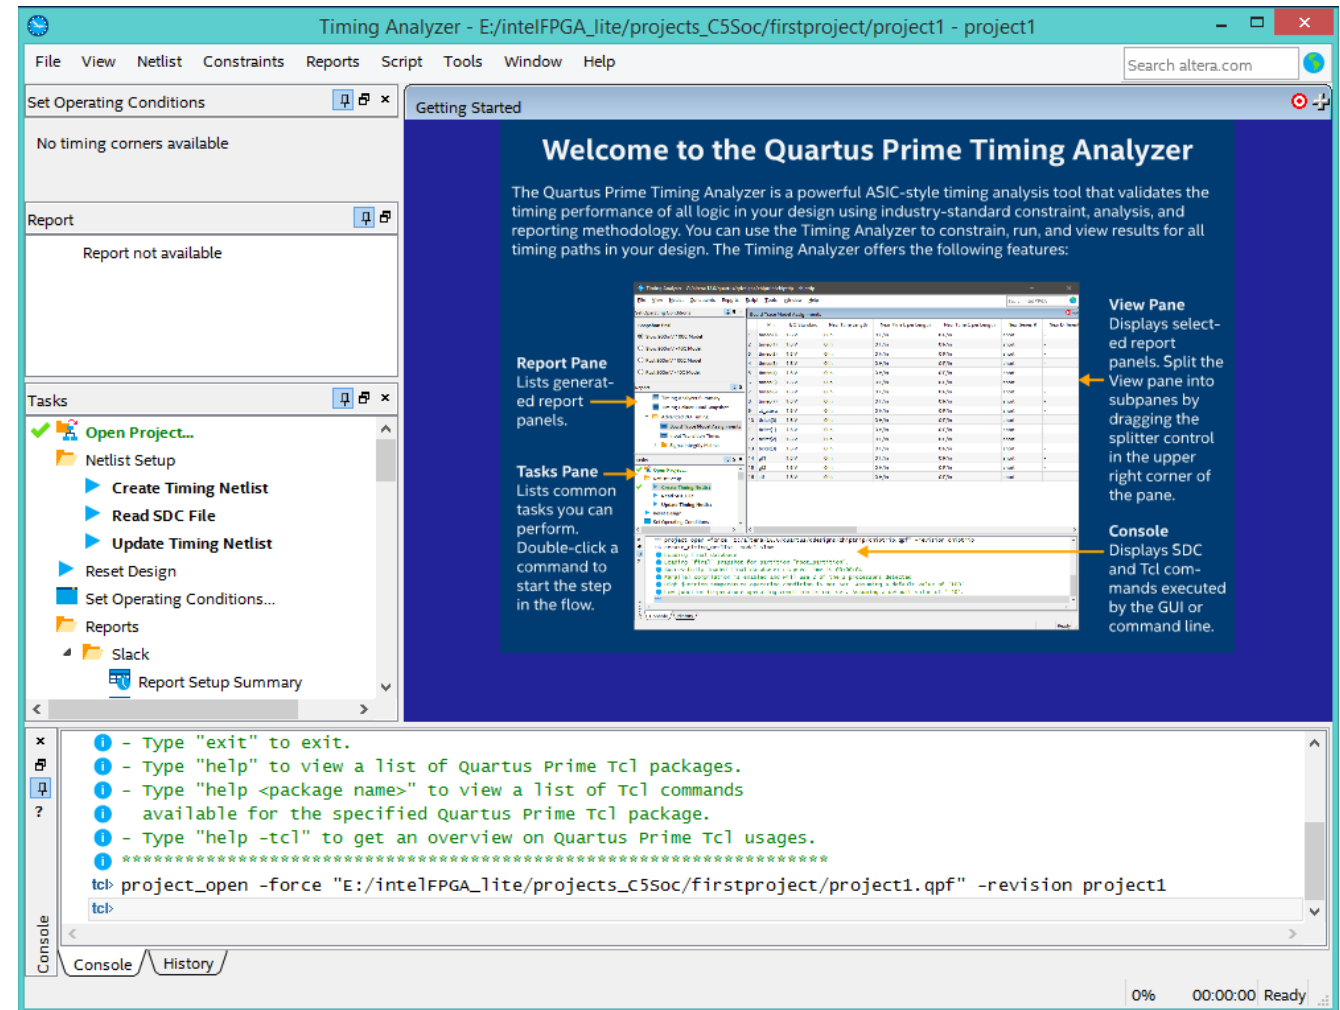 Timing Analyzer - E:/intelFPGA_lite/projects_C5Soc/firstproject/project1 - project1
File View Netlist Constraints Reports Script Tools Window Help
Search altera.com
Set Operating Conditions
No timing corners available
Report
Report not available
Tasks
Open Project...
Netlist Setup
Create Timing Netlist
Read SDC File
Update Timing Netlist
Reset Design
Set Operating Conditions...
Reports
Slack
Report Setup Summary
Getting Started
Welcome to the Quartus Prime Timing Analyzer
The Quartus Prime Timing Analyzer is a powerful ASIC-style timing analysis tool that validates the
timing performance of all logic in your design using industry-standard constraint, analysis, and
reporting methodology. You can use the Timing Analyzer to constrain, run, and view results for all
timing paths in your design. The Timing Analyzer offers the following features:
Report Pane
Lists generat-
ed report
panels.
Tasks Pane
Lists common
tasks you can
perform.
Double-click a
command to
start the step
in the flow.
View Pane
Displays select-
ed report
panels. Split the
View pane into
subpanes by
dragging the
splitter control
in the upper
right corner of
the pane.
Console
Displays SDC
and Tcl com-
mands executed
by the GUI or
command line.
- Type "exit" to exit.
- Type "help" to view a list of Quartus Prime Tcl packages.
- Type "help <package name>" to view a list of Tcl commands
available for the specified Quartus Prime Tcl package.
- Type "help -tcl" to get an overview on Quartus Prime Tcl usages.
*******************************************************************
tcl> project_open -force "E:/intelFPGA_lite/projects_C5Soc/firstproject/project1.qpf" -revision project1
tcl>
Console
Console History
0% 00:00:00 Ready